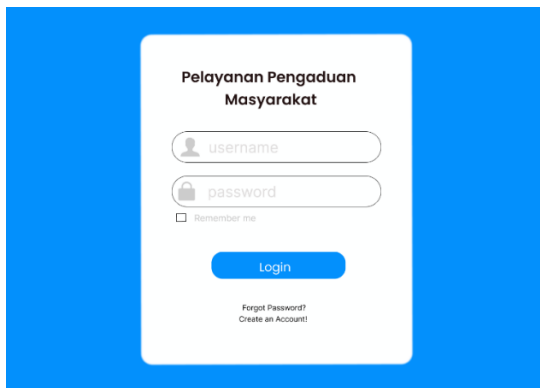 Pelayanan Pengaduan
Masyarakat
username
password
Remember me
Login
Forgot Password?
Create an Account!